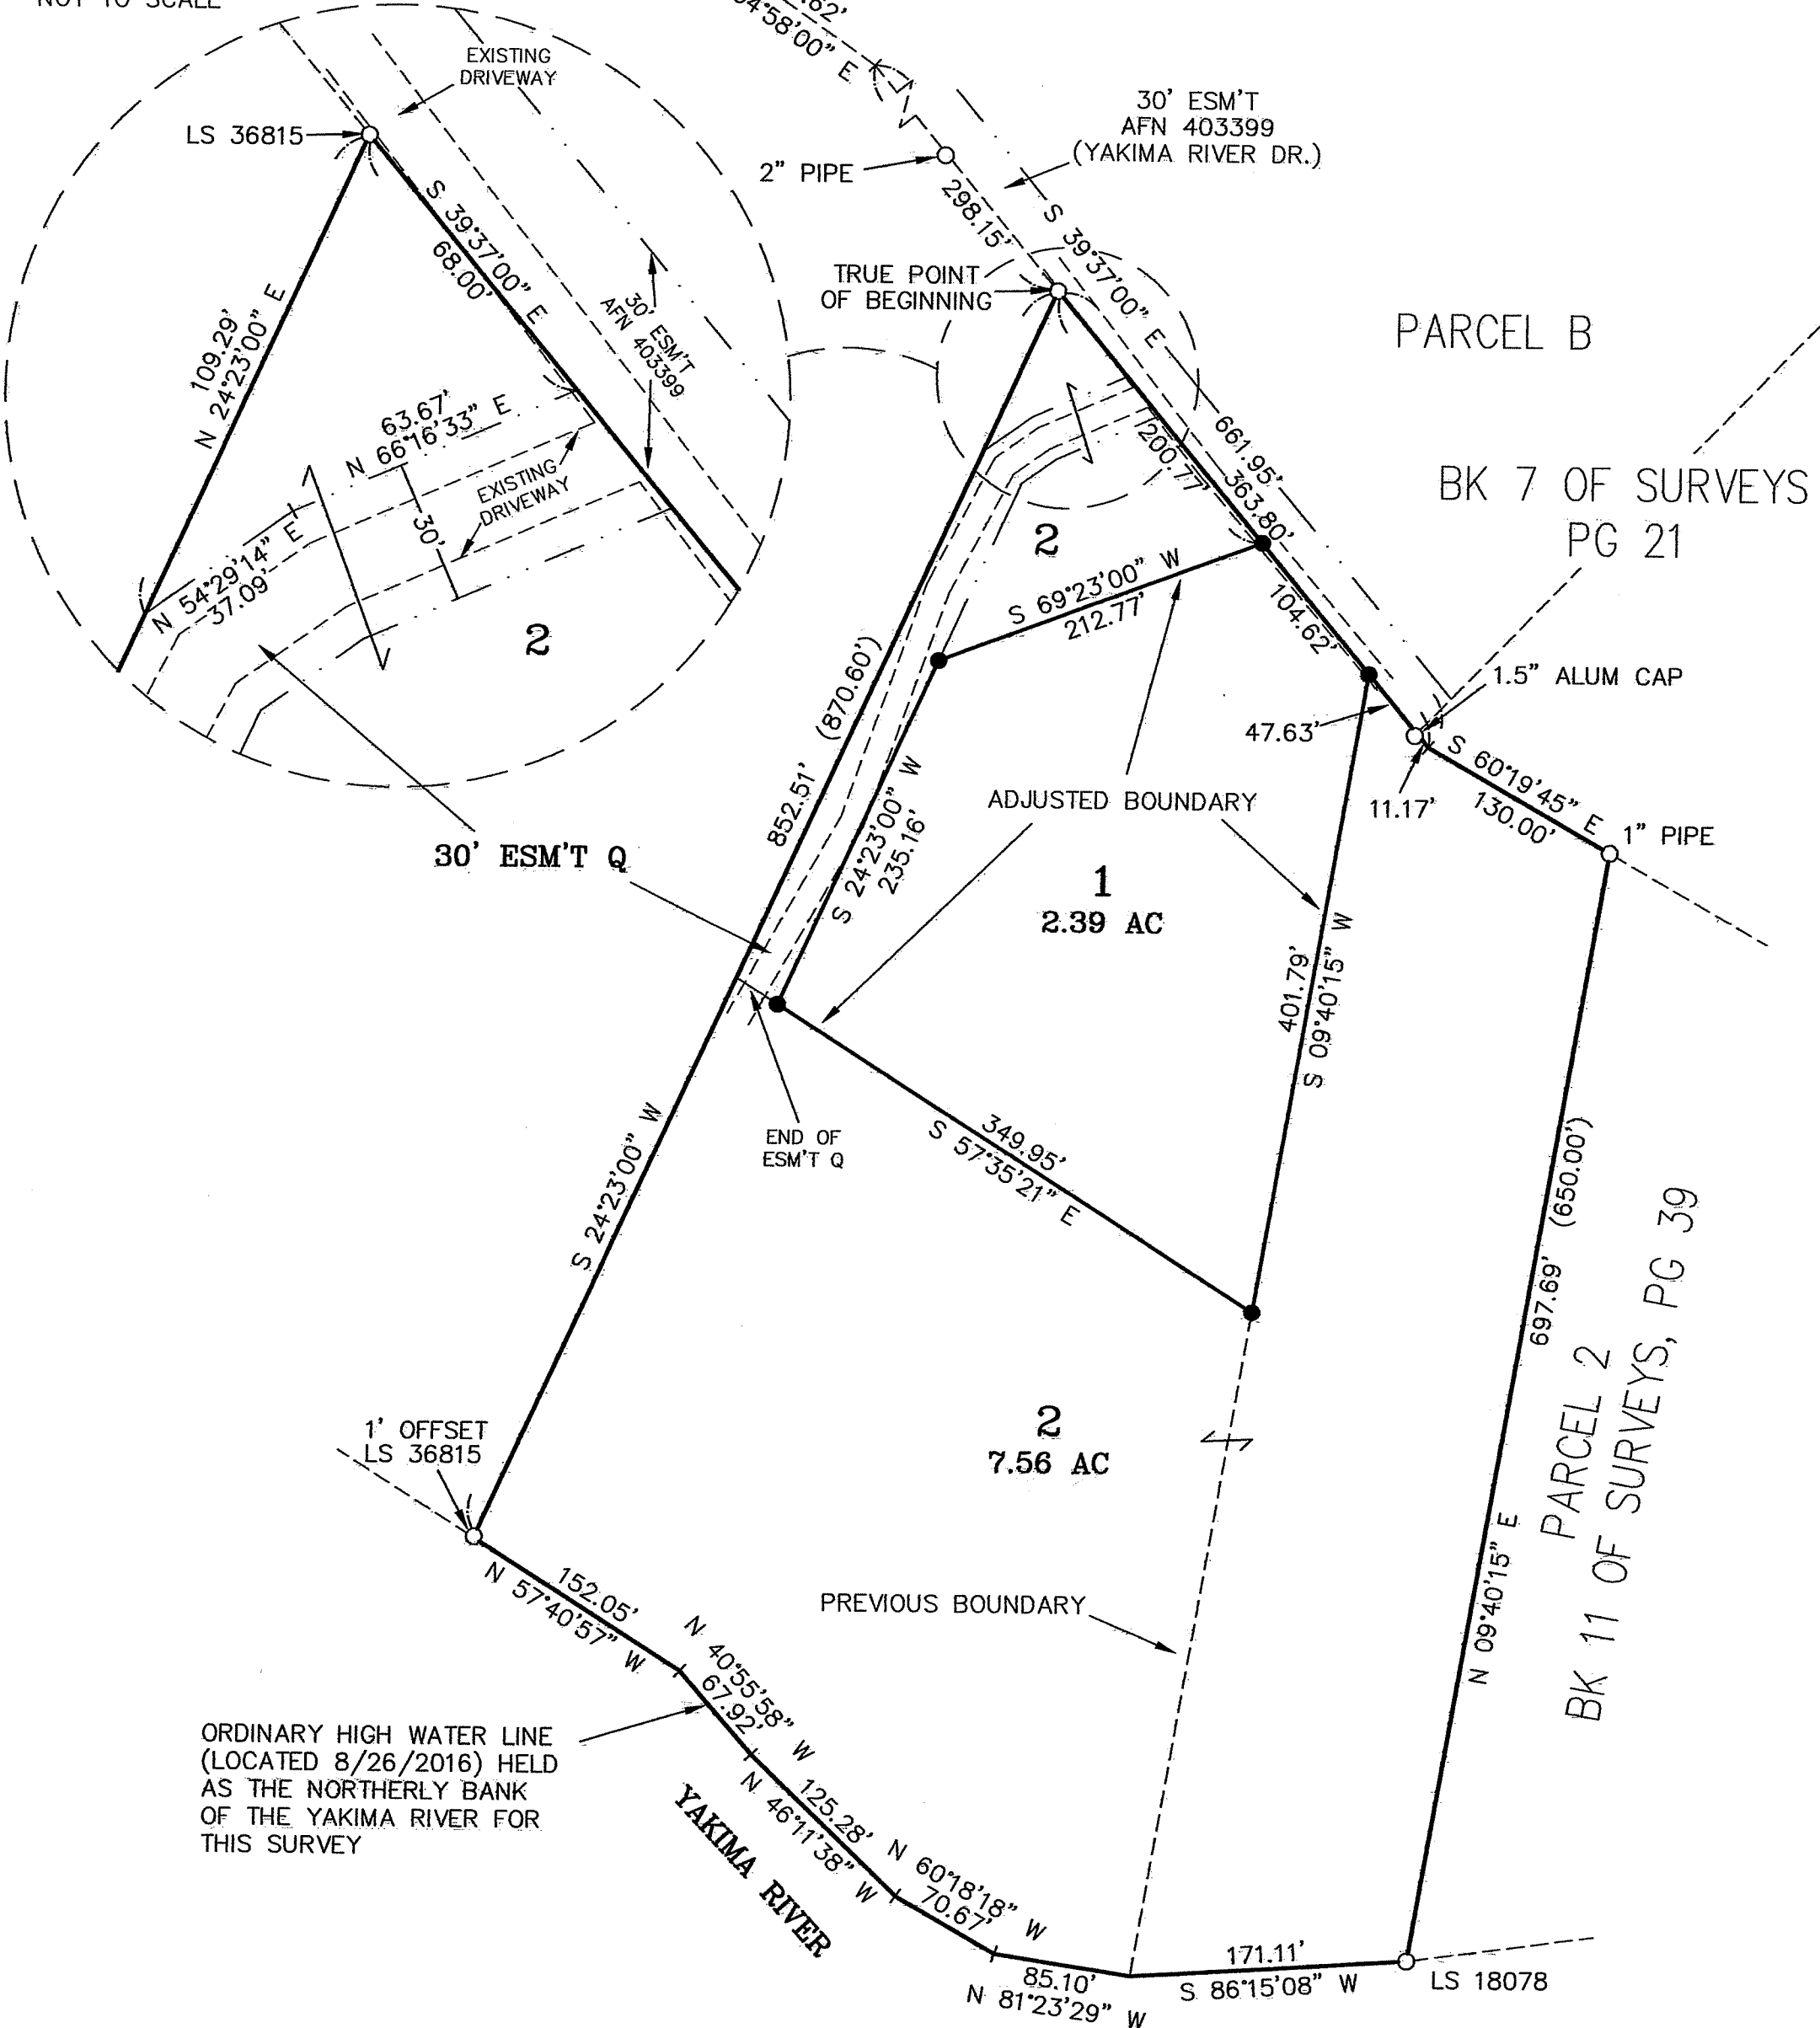 NOT TO SCALE
EXISTING
DRIVEWAY
LS 36815
S 39°37'00" E
68.00'
30' ESM'T
AFN 403399
109.29'
N 24°23'00" E
63.67'
N 66°16'33" E
EXISTING
DRIVEWAY
30'
N 54°29'14" E
37.09'
2
30' ESM'T Q
58'00" E
2" PIPE
298.15'
30' ESM'T
AFN 403399
(YAKIMA RIVER DR.)
S 39°37'00" E
661.95'
TRUE POINT
OF BEGINNING
PARCEL B
BK 7 OF SURVEYS
PG 21
200.77'
363.80'
2
S 69°23'00" W
212.77'
104.62'
1.5" ALUM CAP
47.63'
11.17'
S 60°19'45" E
130.00'
1" PIPE
852.51'
(870.60')
S 24°23'00" W
235.16'
ADJUSTED BOUNDARY
1
2.39 AC
401.79'
S 09°40'15" W
END OF
ESM'T Q
349.95'
S 57°35'21" E
S 24°23'00" W
697.69' (650.00')
N 09°40'15" E
PARCEL 2
BK 11 OF SURVEYS, PG 39
1' OFFSET
LS 36815
2
7.56 AC
PREVIOUS BOUNDARY
152.05'
N 57°40'57" W
N 40°55'58" W
67.92'
ORDINARY HIGH WATER LINE
(LOCATED 8/26/2016) HELD
AS THE NORTHERLY BANK
OF THE YAKIMA RIVER FOR
THIS SURVEY
125.28'
N 46°11'38" W
YAKIMA RIVER
N 60°18'18" W
70.67'
85.10'
N 81°23'29" W
171.11'
S 86°15'08" W
LS 18078